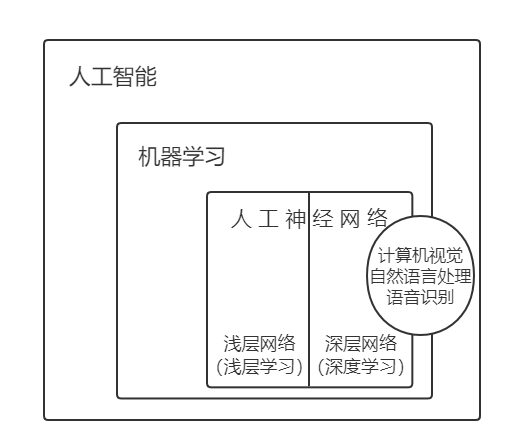 人工智能
机器学习
人工神经网络
计算机视觉
自然语言处理
语音识别
浅层网络
(浅层学习)
深层网络
(深度学习)